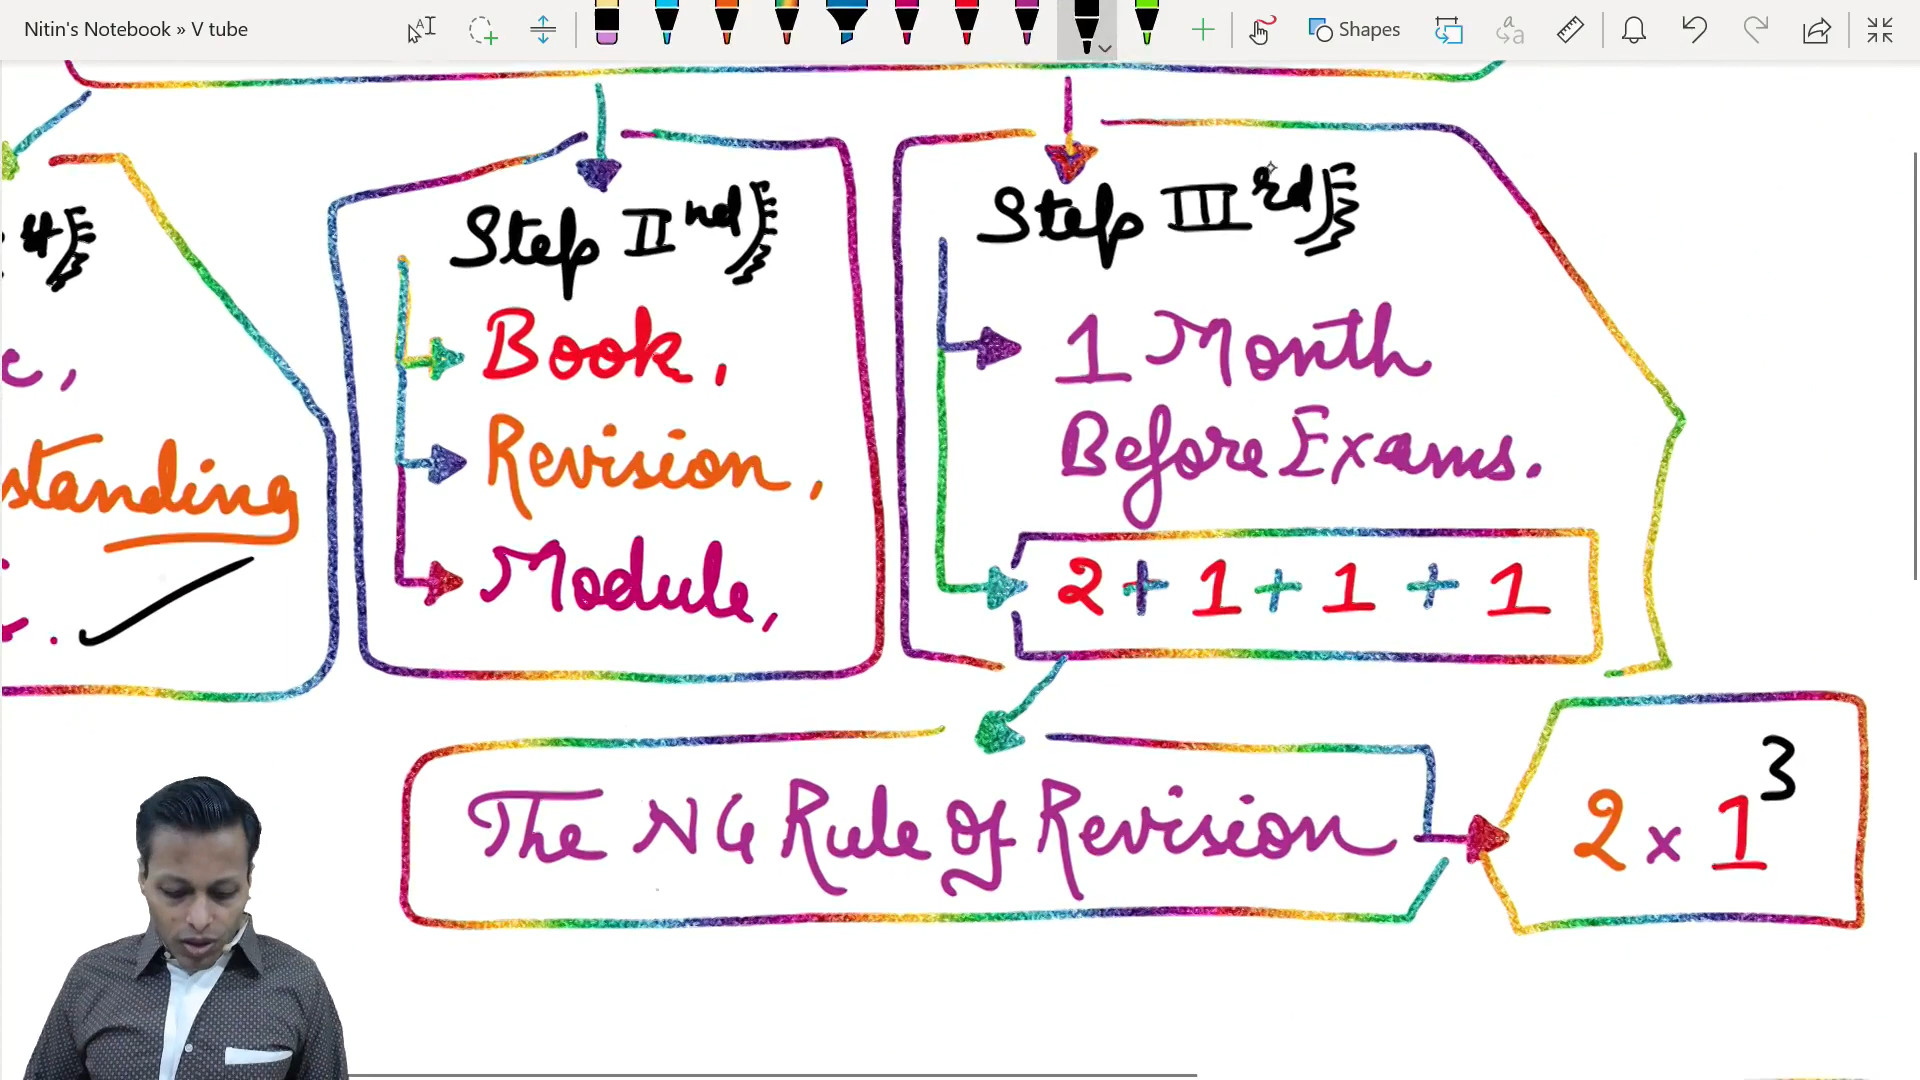 Nitin's Notebook » V tube
Shapes
standing
Step IInd
Book,
Revision,
Module,
Step IIIrd
1 Month
Before Exams.
2 + 1 + 1 + 1
The NG Rule Of Revision
2 x 1³